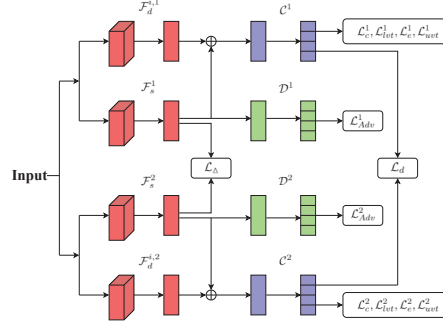 $\mathcal{F}_d^{i,1}$ $\mathcal{C}^1$
$\mathcal{L}_c^1, \mathcal{L}_{lvt}^1, \mathcal{L}_e^1, \mathcal{L}_{uvt}^1$
$\mathcal{F}_s^1$ $\mathcal{D}^1$
$\mathcal{L}_{Adv}^1$
Input
$\mathcal{L}_{\Delta}$ $\mathcal{L}_d$
$\mathcal{F}_s^2$ $\mathcal{D}^2$
$\mathcal{L}_{Adv}^2$
$\mathcal{F}_d^{i,2}$ $\mathcal{C}^2$
$\mathcal{L}_c^2, \mathcal{L}_{lvt}^2, \mathcal{L}_e^2, \mathcal{L}_{uvt}^2$